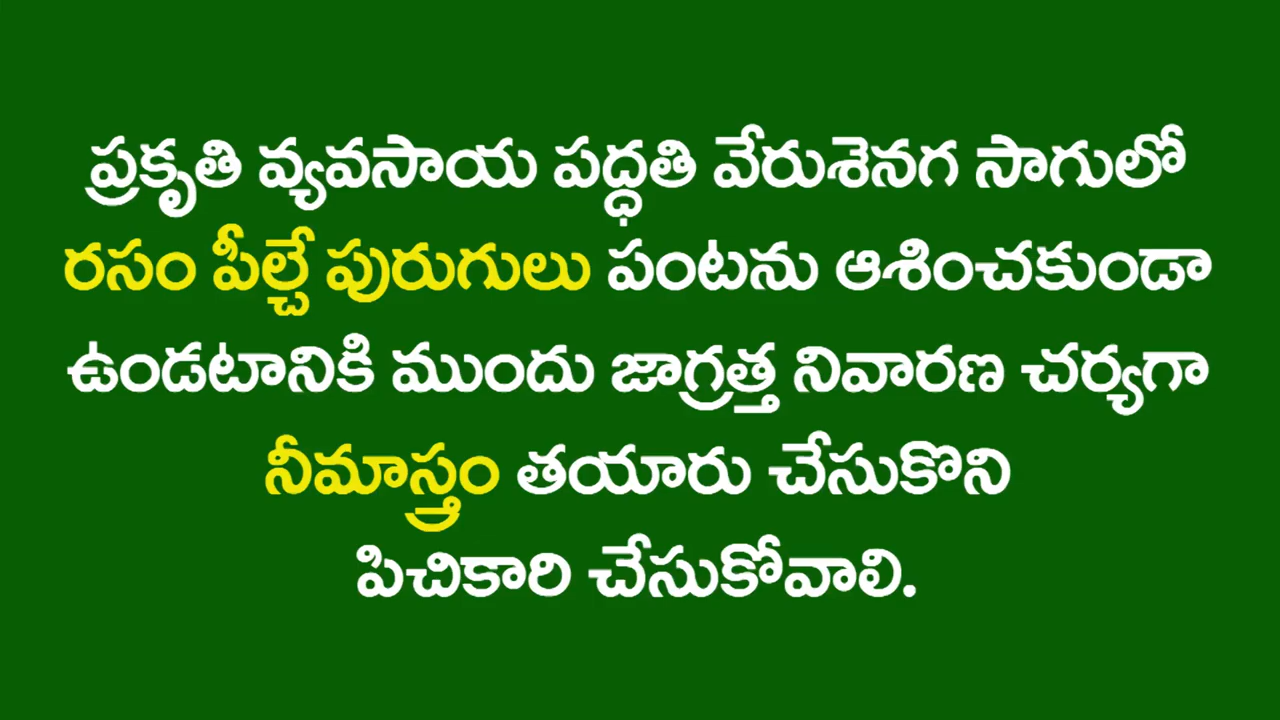 ప్రకృతి వ్యవసాయ పద్ధతి వేరుశెనగ సాగులో
రసం పీల్చే పురుగులు పంటను ఆశించకుండా
ఉండటానికి ముందు జాగ్రత్త నివారణ చర్యగా
నీమాస్త్రం తయారు చేసుకొని
పిచికారి చేసుకోవాలి.